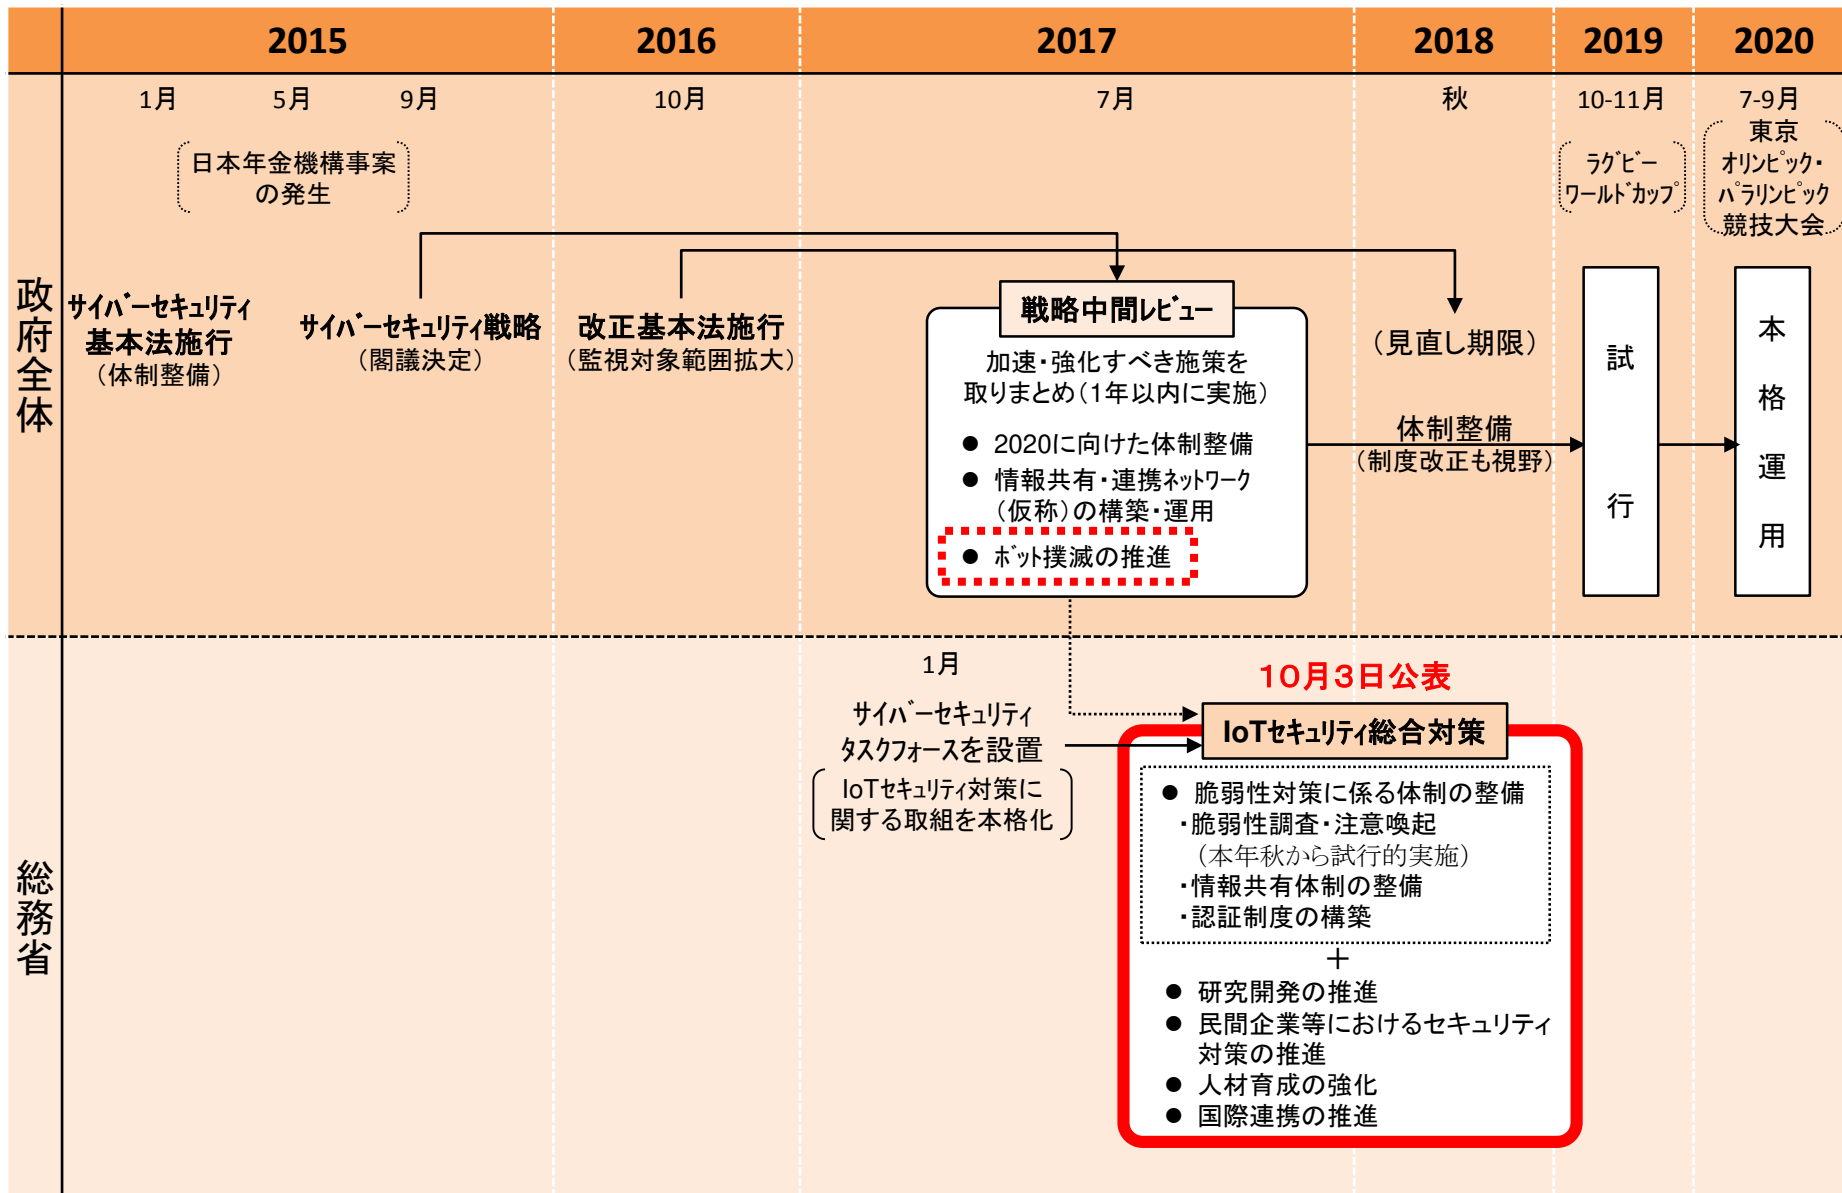 2015
2016
2017
2018
2019
2020
政府全体
1月
5月
9月
10月
7月
秋
10-11月
7-9月
日本年金機構事案
の発生
ラグビー
ワールドカップ
東京
オリンピック・
パラリンピック
競技大会
サイバーセキュリティ
基本法施行
（体制整備）
サイバーセキュリティ戦略
（閣議決定）
改正基本法施行
（監視対象範囲拡大）
戦略中間レビュー
加速・強化すべき施策を
取りまとめ（1年以内に実施）
● 2020に向けた体制整備
● 情報共有・連携ネットワーク
（仮称）の構築・運用
● ボット撲滅の推進
（見直し期限）
体制整備
（制度改正も視野）
試行
本格運用
総務省
1月
サイバーセキュリティ
タスクフォースを設置
IoTセキュリティ対策に
関する取組を本格化
１０月３日公表
IoTセキュリティ総合対策
● 脆弱性対策に係る体制の整備
・脆弱性調査・注意喚起
（本年秋から試行的実施）
・情報共有体制の整備
・認証制度の構築
＋
● 研究開発の推進
● 民間企業等におけるセキュリティ
対策の推進
● 人材育成の強化
● 国際連携の推進